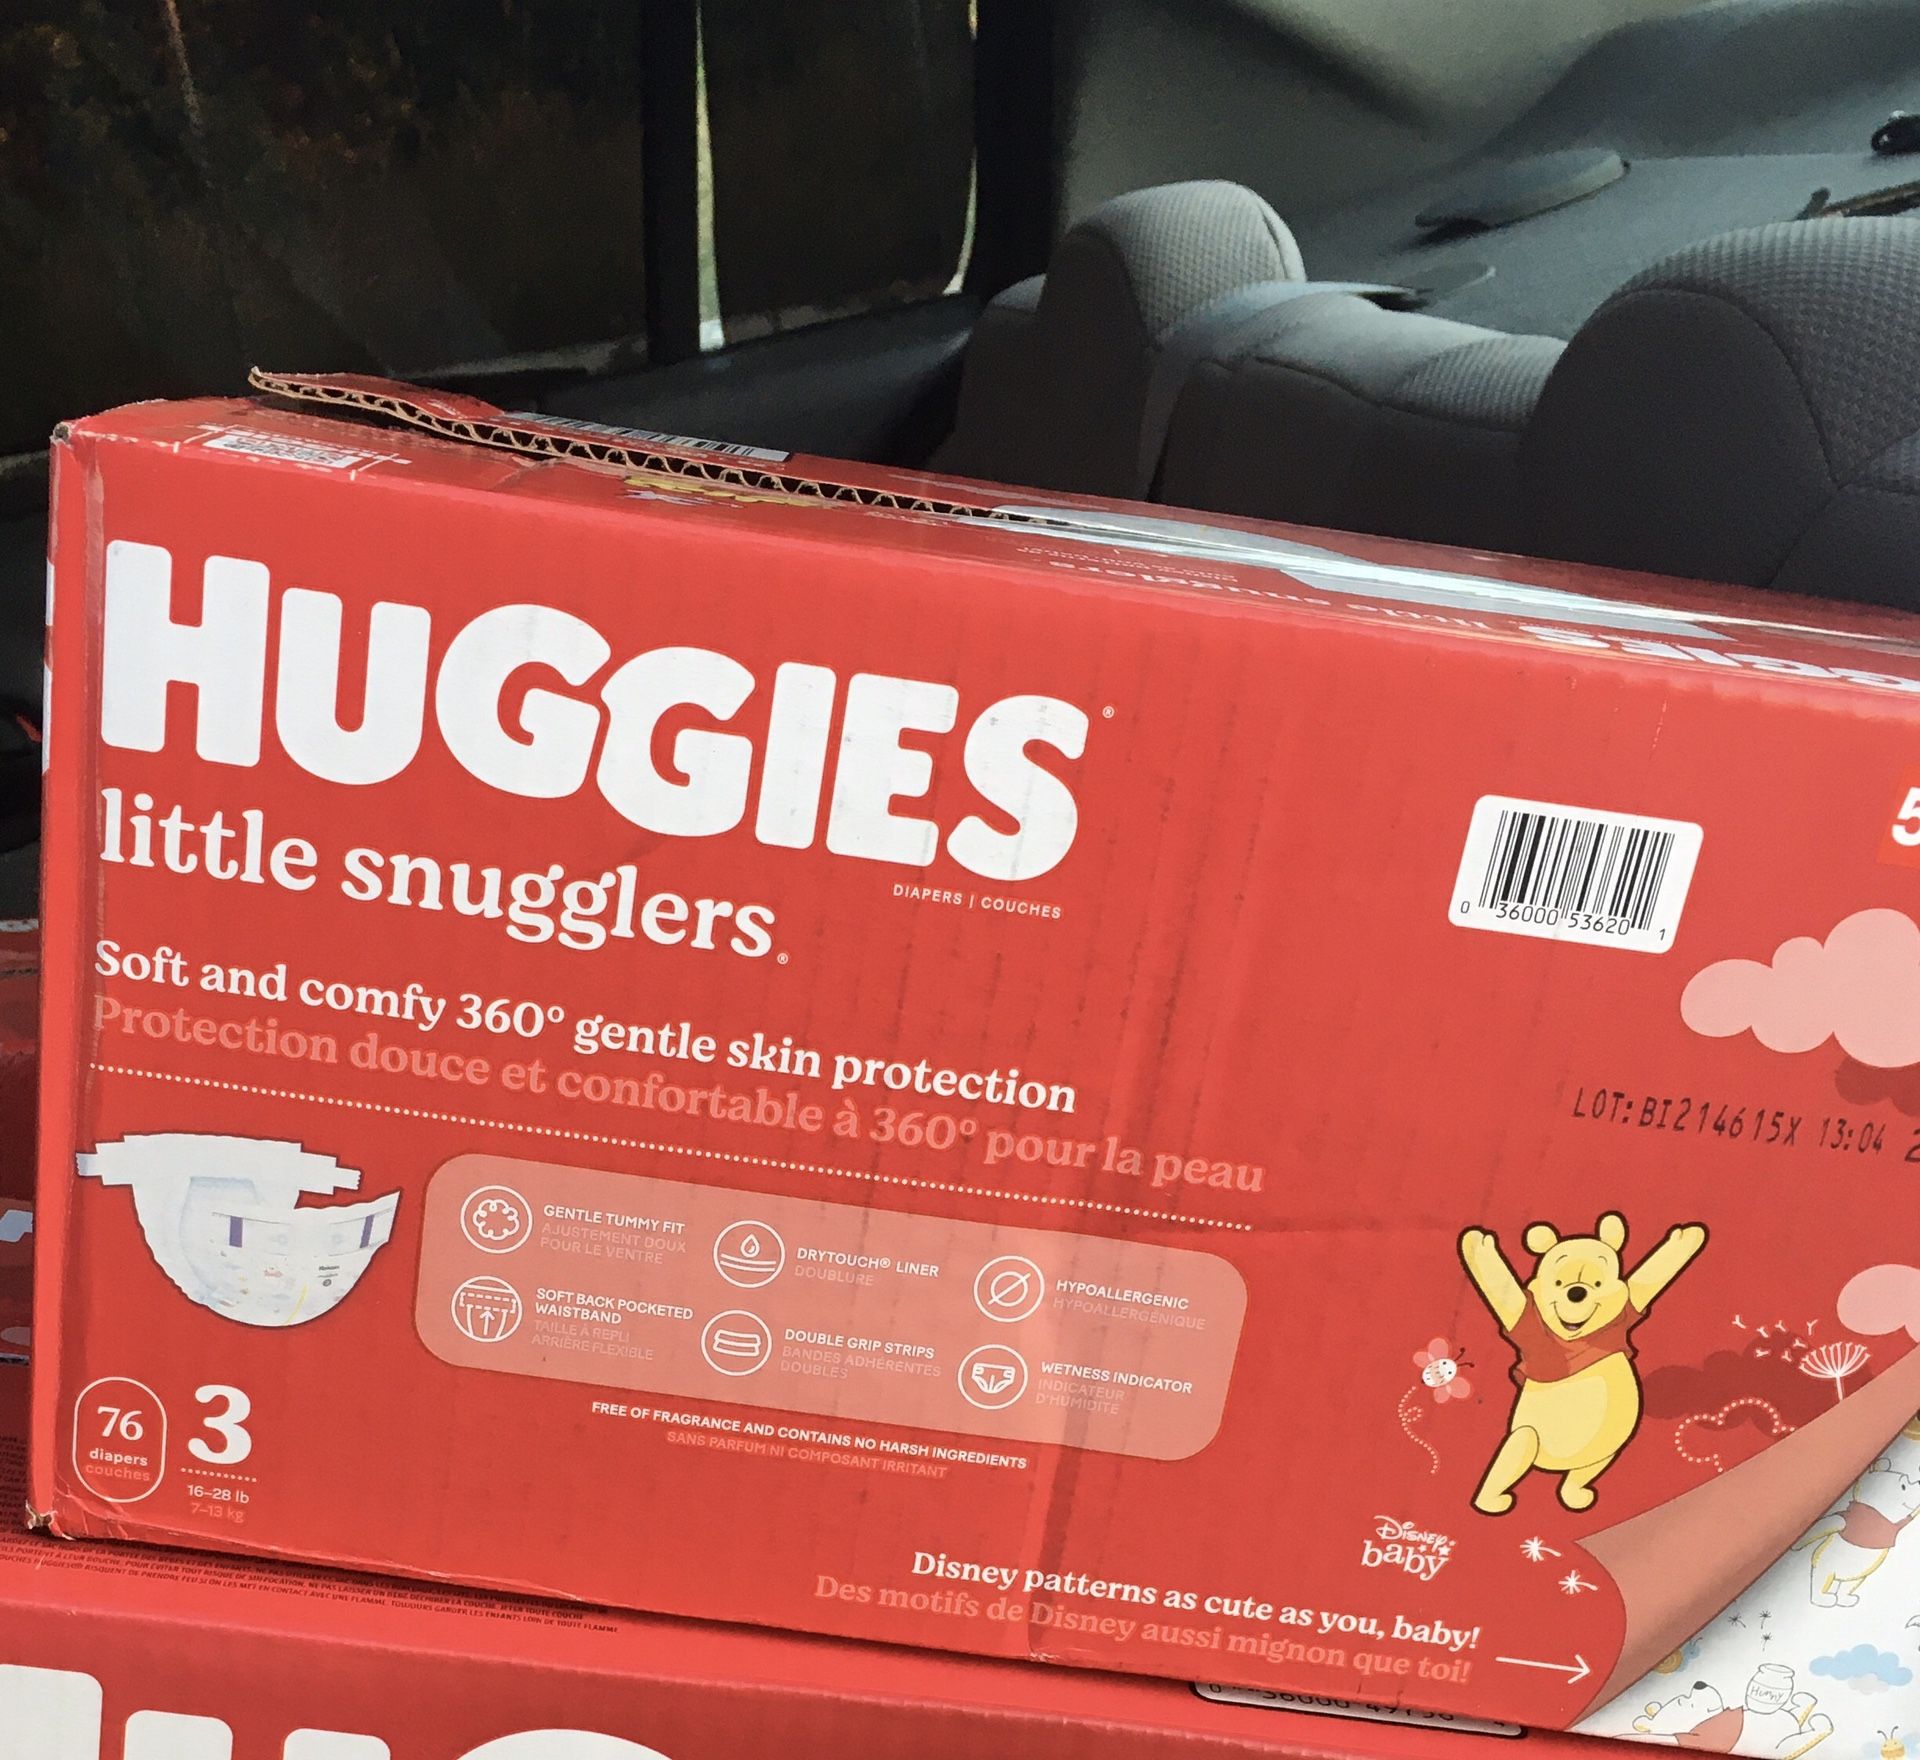 HUGGIES®
little snugglers®
DIAPERS | COUCHES
Soft and comfy 360° gentle skin protection
Protection douce et confortable à 360° pour la peau
GENTLE TUMMY FIT
AJUSTEMENT DOUX
POUR LE VENTRE
DRYTOUCH® LINER
DOUBLURE
HYPOALLERGENIC
HYPOALLERGÉNIQUE
SOFT BACK POCKETED
WAISTBAND
TAILLE À REPLI
ARRIÈRE FLEXIBLE
DOUBLE GRIP STRIPS
BANDES ADHÉRENTES
DOUBLES
WETNESS INDICATOR
INDICATEUR
D'HUMIDITÉ
FREE OF FRAGRANCE AND CONTAINS NO HARSH INGREDIENTS
SANS PARFUM NI COMPOSANT IRRITANT
76
diapers
couches
3
16-28 lb
7-13 kg
0 36000 53620 1
5
LOT: BI214615X 13:04 2
Disney
baby
Disney patterns as cute as you, baby!
Des motifs de Disney aussi mignon que toi!
Hunny